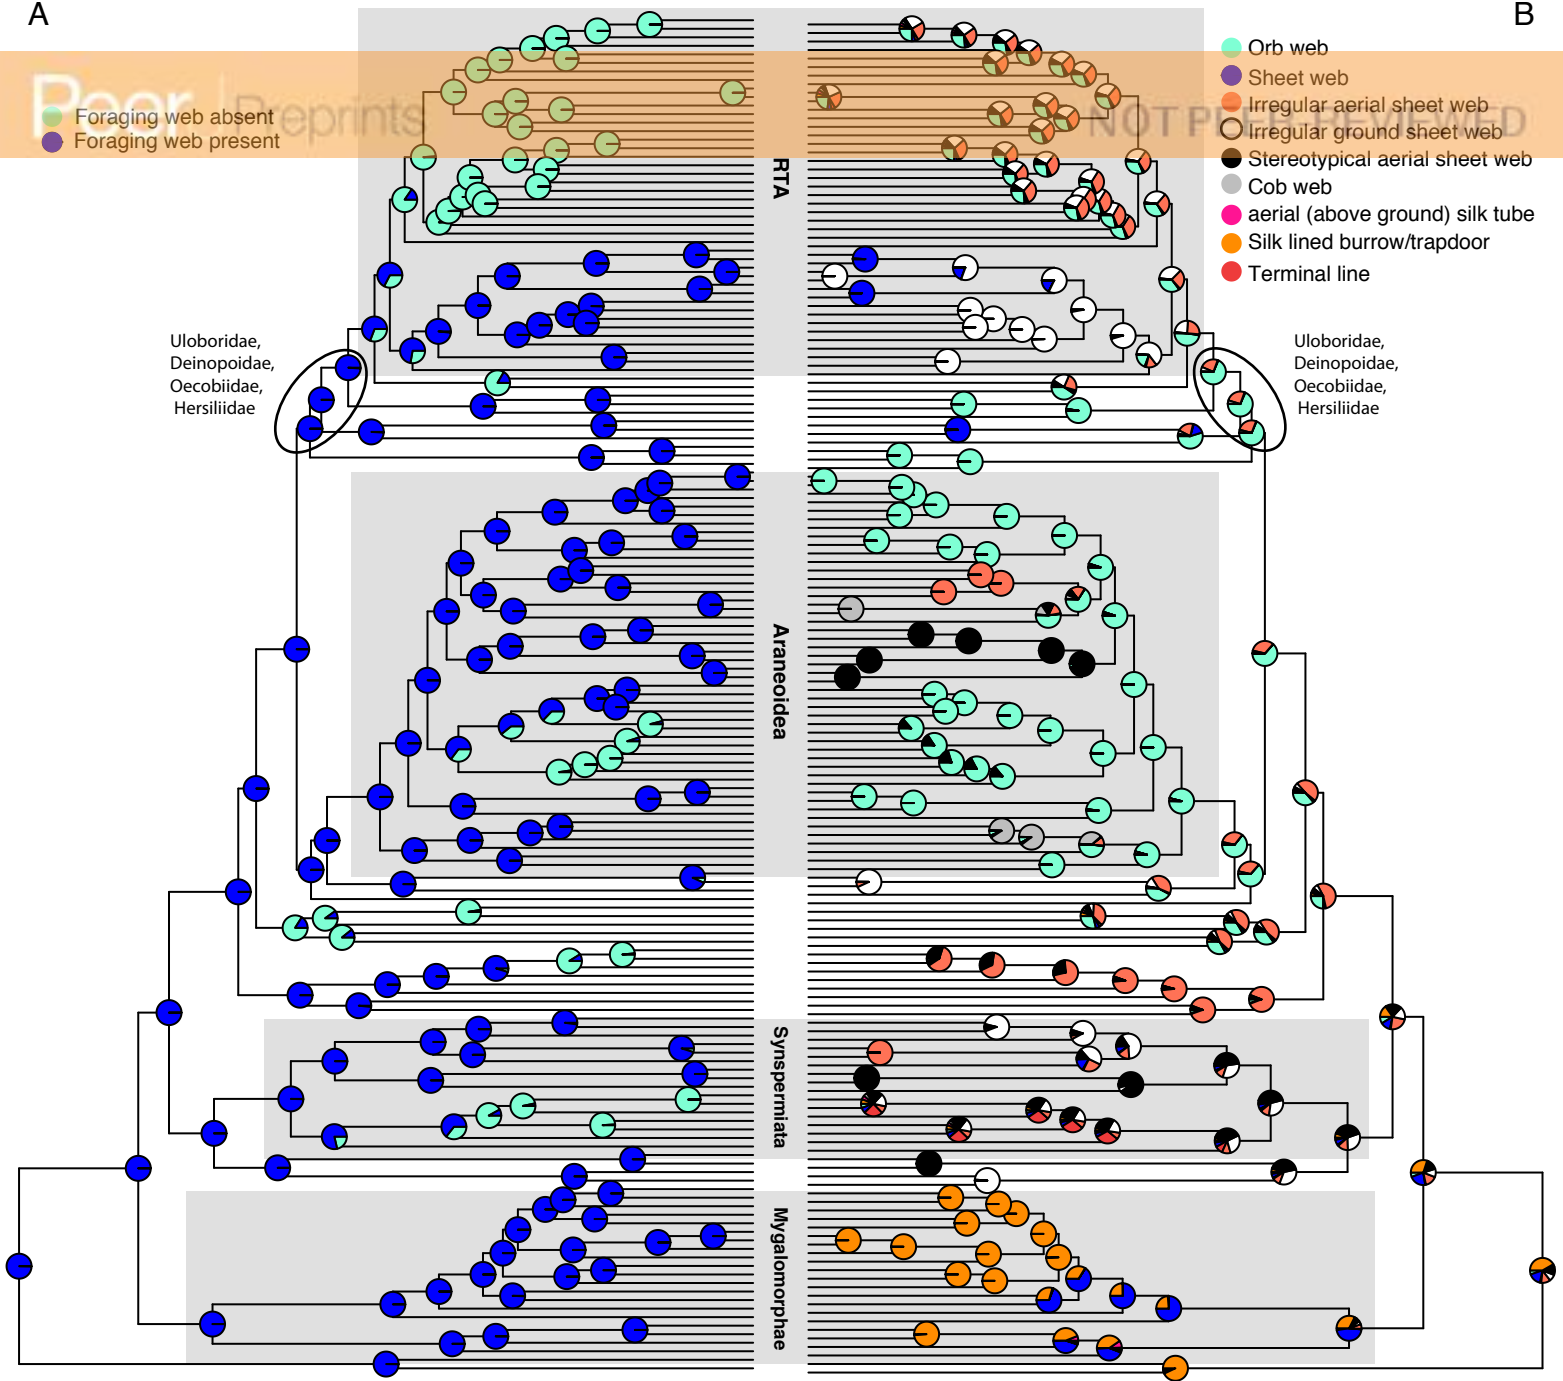 A
B
Peer Preprints
NOT PEER-REVIEWED
Foraging web absent
Foraging web present
Orb web
Sheet web
Irregular aerial sheet web
Irregular ground sheet web
Stereotypical aerial sheet web
Cob web
aerial (above ground) silk tube
Silk lined burrow/trapdoor
Terminal line
RTA
Uloboridae,
Deinopoidae,
Oecobiidae,
Hersiliidae
Uloboridae,
Deinopoidae,
Oecobiidae,
Hersiliidae
Araneoidea
Synspermiata
Mygalomorphae